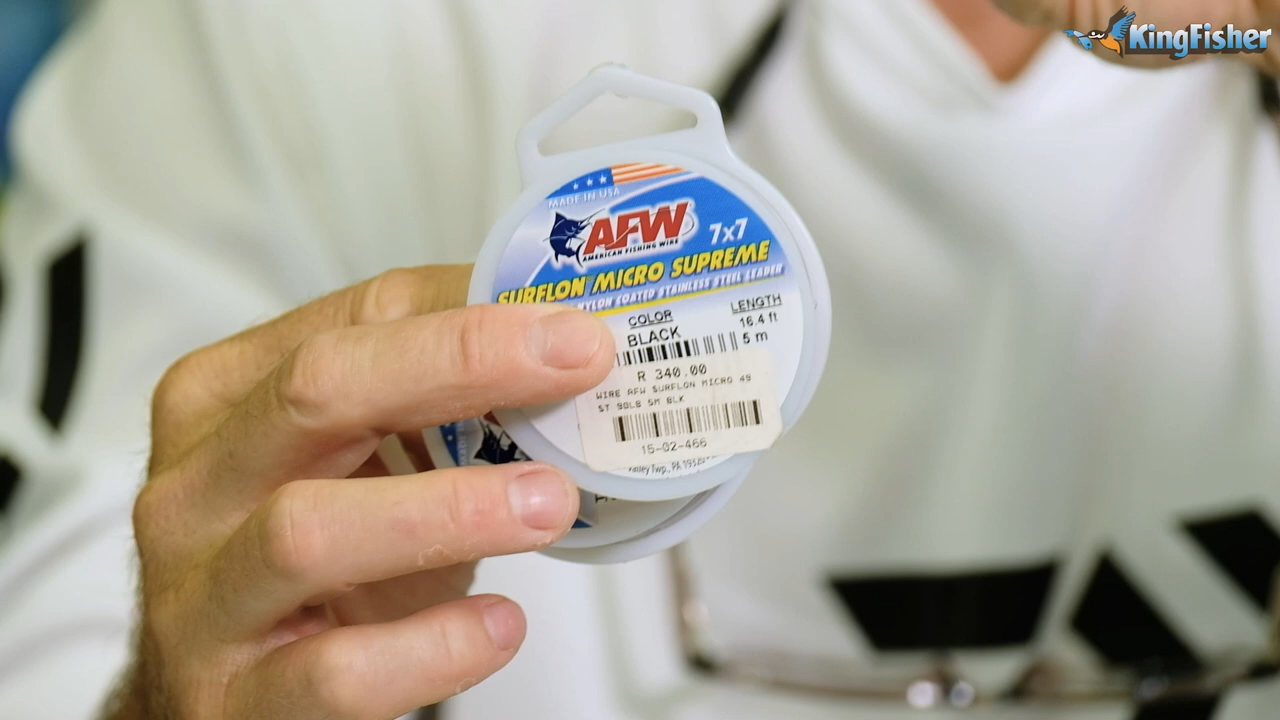 KingFisher
MADE IN USA
AFW
AMERICAN FISHING WIRE
7x7
SURFLON MICRO SUPREME
NYLON COATED STAINLESS STEEL LEADER
COLOR LENGTH
BLACK 16.4 ft
5 m
R 340.00
WIRE AFW SURFLON MICRO 49
ST 90LB 5M BLK
15-02-466
Twp., PA